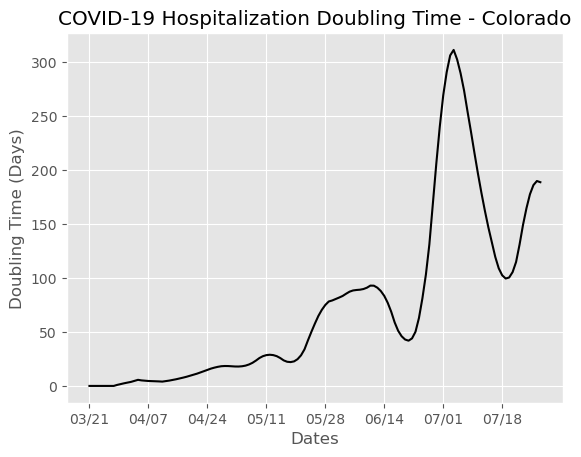 COVID-19 Hospitalization Doubling Time - Colorado
Doubling Time (Days)
300
250
200
150
100
50
0
03/21 04/07 04/24 05/11 05/28 06/14 07/01 07/18
Dates